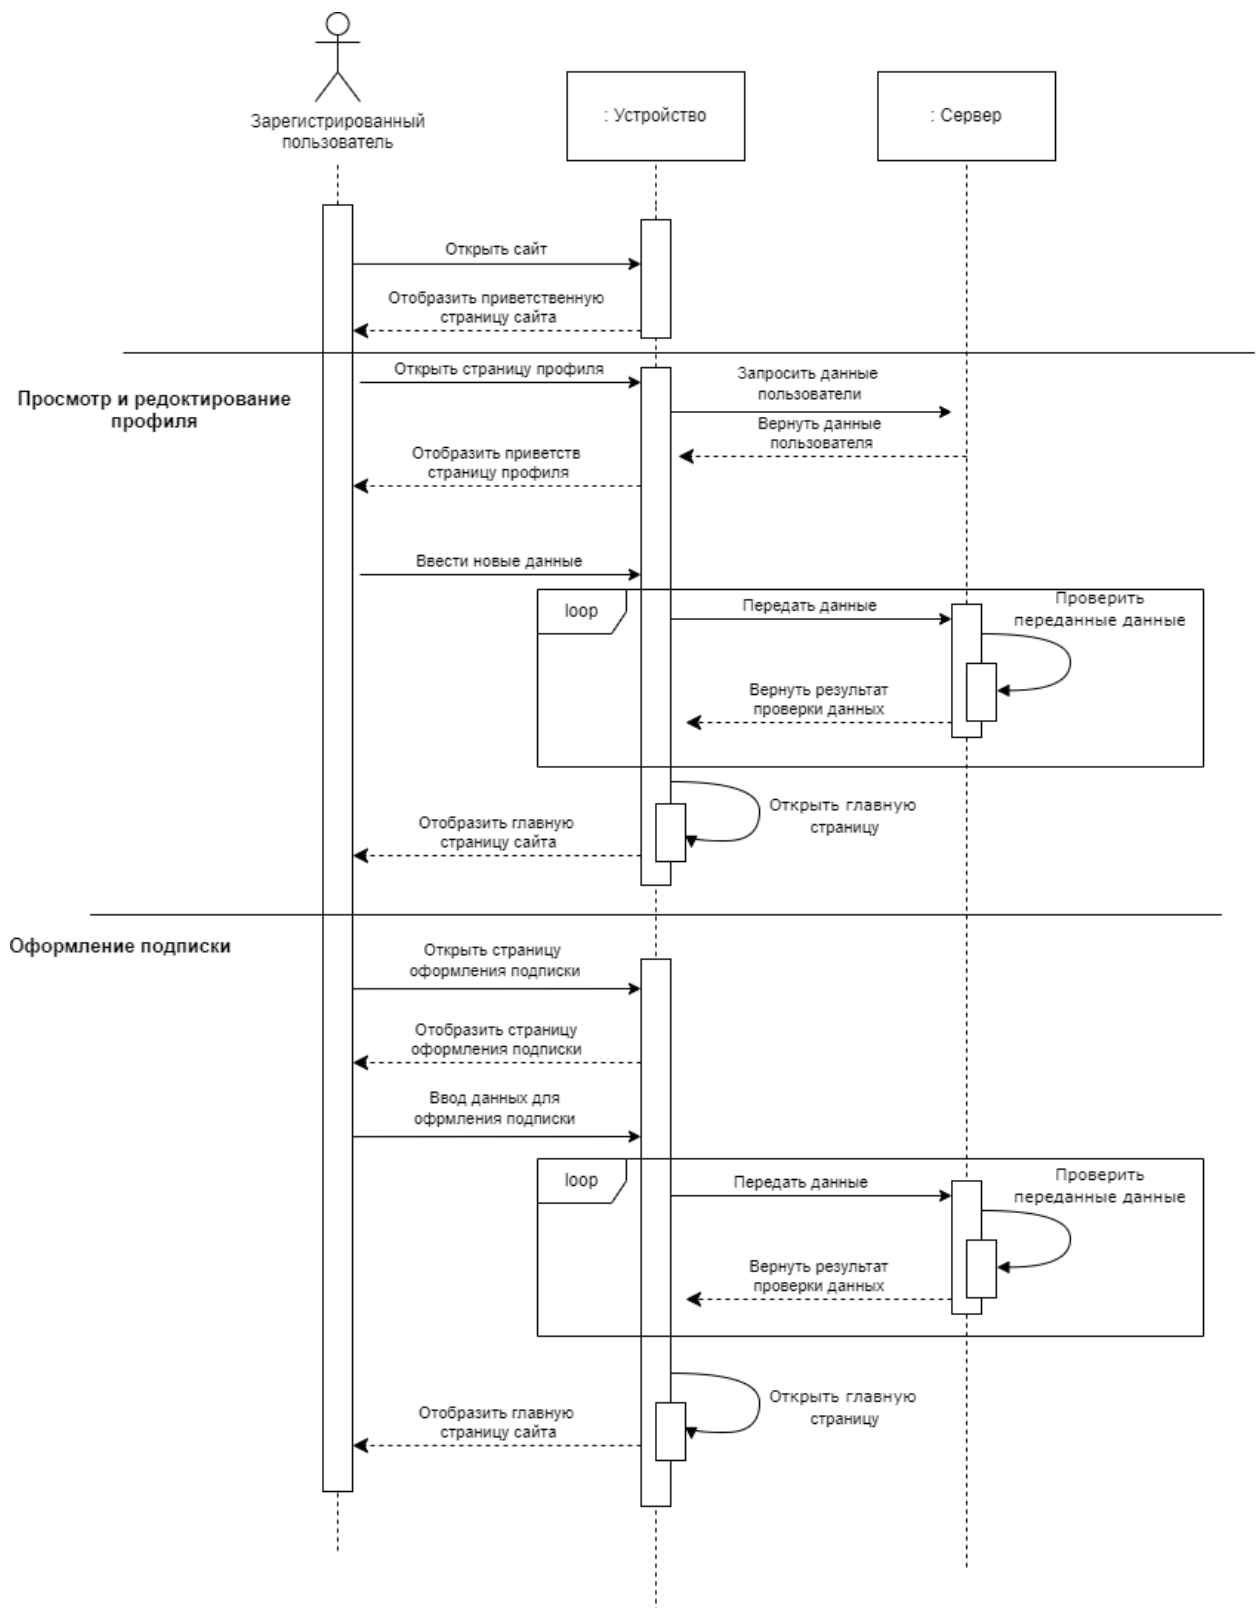 Зарегистрированный
пользователь
: Устройство
: Сервер
Открыть сайт
Отобразить приветственную
страницу сайта
Просмотр и редоктирование
профиля
Открыть страницу профиля
Запросить данные
пользователи
Вернуть данные
пользователя
Отобразить приветств
страницу профиля
Ввести новые данные
loop
Передать данные
Проверить
переданные данные
Вернуть результат
проверки данных
Открыть главную
страницу
Отобразить главную
страницу сайта
Оформление подписки
Открыть страницу
оформления подписки
Отобразить страницу
оформления подписки
Ввод данных для
офрмления подписки
loop
Передать данные
Проверить
переданные данные
Вернуть результат
проверки данных
Открыть главную
страницу
Отобразить главную
страницу сайта